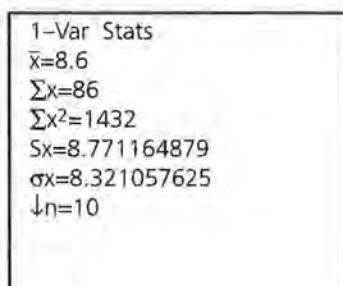 1–Var Stats
x̄=8.6
Σx=86
Σx²=1432
Sx=8.771164879
σx=8.321057625
↓n=10